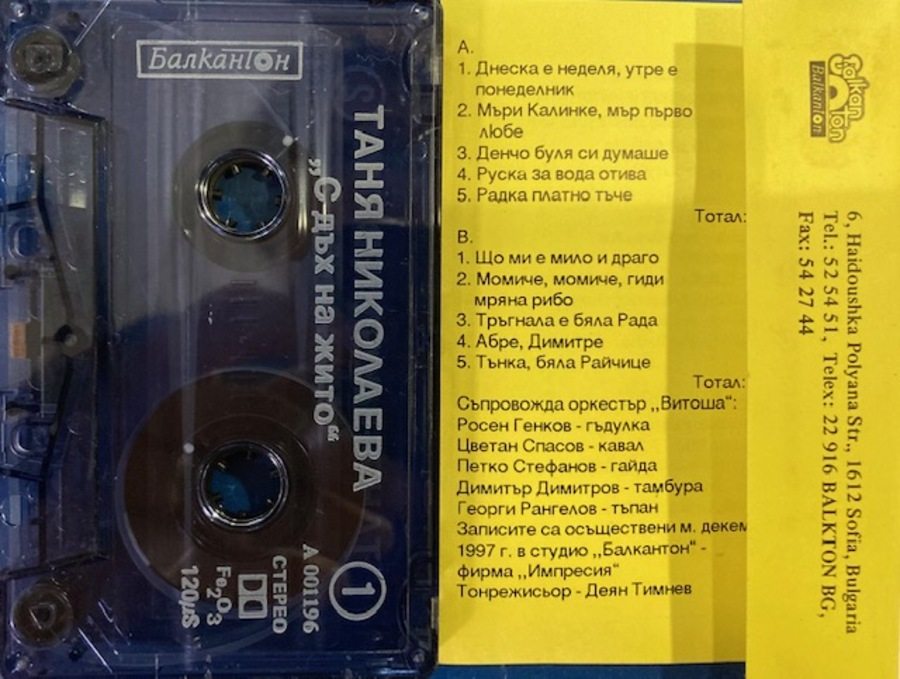 Балкантон
ТАНЯ НИКОЛАЕВА
„С дъх на жито“
1
А 001196
СТЕРЕО
Fe2O3
120µS
А.
1. Днеска е неделя, утре е
понеделник
2. Мъри Калинке, мър първо
любе
3. Денчо буля си думаше
4. Руска за вода отива
5. Радка платно тъче
Тотал:
В.
1. Що ми е мило и драго
2. Момиче, момиче, гиди
мряна рибо
3. Тръгнала е бяла Рада
4. Абре, Димитре
5. Тънка, бяла Райчице
Тотал:
Съпровожда оркестър ,,Витоша“:
Росен Генков - гъдулка
Цветан Спасов - кавал
Петко Стефанов - гайда
Димитър Димитров - тамбура
Георги Рангелов - тъпан
Записите са осъществени м. декем
1997 г. в студио ,,Балкантон“ -
фирма ,,Импресия“
Тонрежисьор - Деян Тимнев
Balkanton
Balkanton
6, Haidoushka Polyana Str., 1612 Sofia, Bulgaria
Tel.: 52 54 51, Telex: 22 916 BALKTON BG,
Fax: 54 27 44